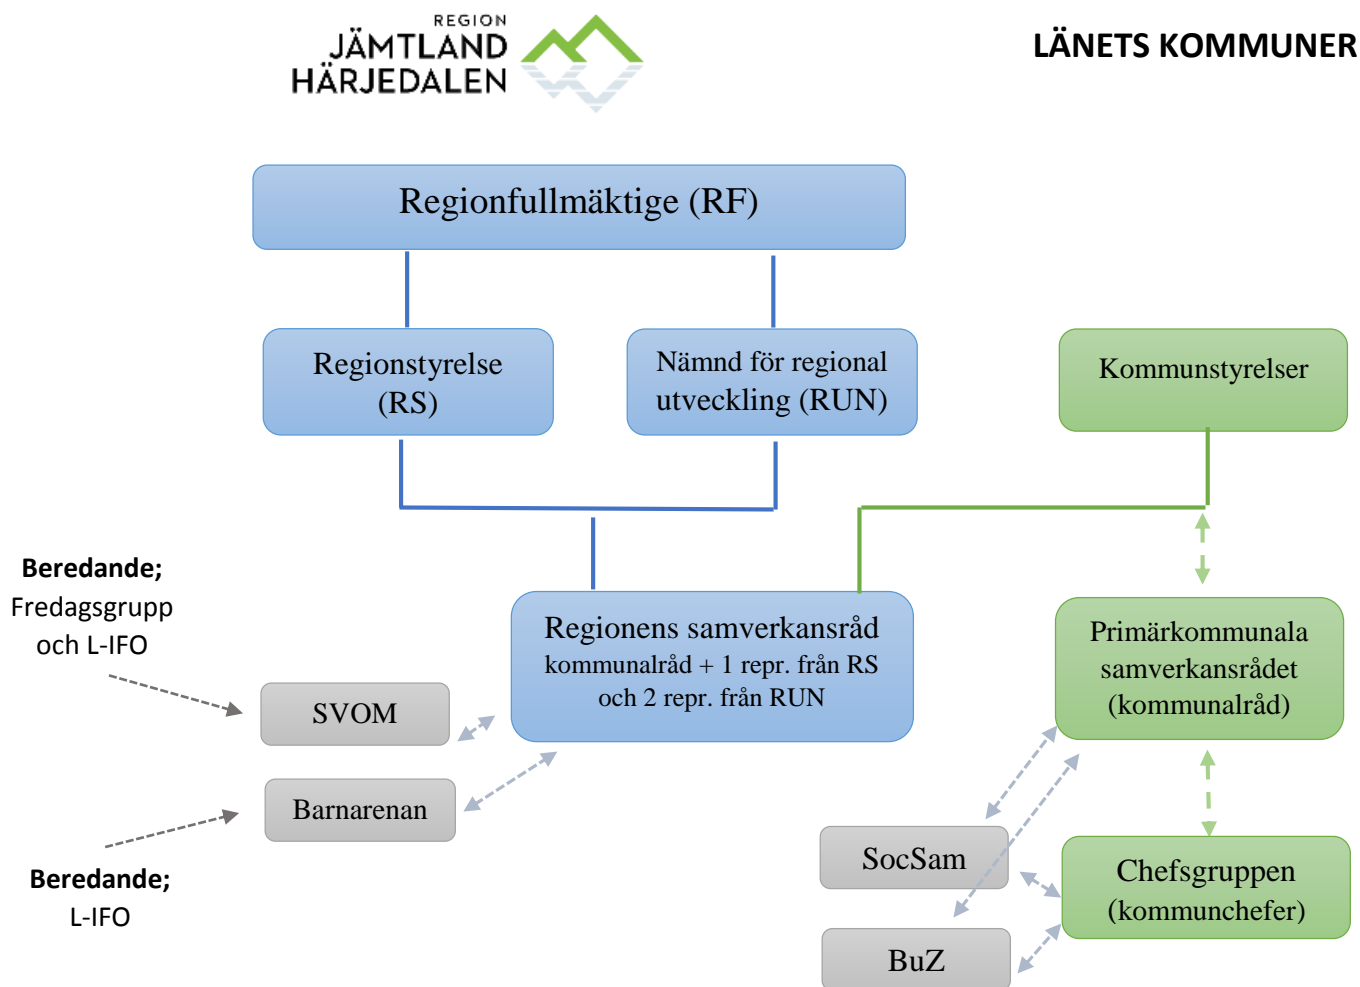 REGION
JÄMTLAND
HÄRJEDALEN
LÄNETS KOMMUNER
Regionfullmäktige (RF)
Regionstyrelse
(RS)
Nämnd för regional
utveckling (RUN)
Kommunstyrelser
Beredande;
Fredagsgrupp
och L-IFO
Regionens samverkansråd
kommunalråd + 1 repr. från RS
och 2 repr. från RUN
Primärkommunala
samverkansrådet
(kommunalråd)
SVOM
Barnarenan
Beredande;
L-IFO
SocSam
Chefsgruppen
(kommunchefer)
BuZ